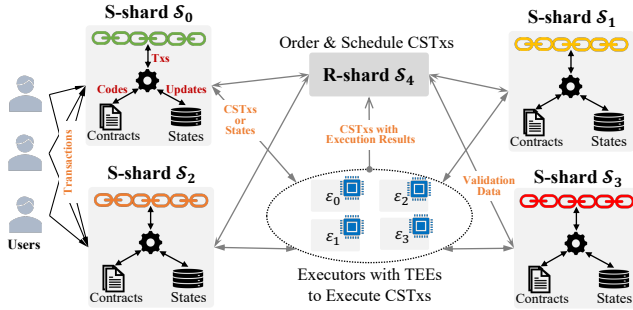 S-shard 𝒮0
Txs
Codes
Updates
Contracts
States
Transactions
Users
S-shard 𝒮2
Contracts
States
Order & Schedule CSTxs
R-shard 𝒮4
CSTxs
or
States
CSTxs with
Execution Results
Validation
Data
ε0
ε2
ε1
ε3
Executors with TEEs
to Execute CSTxs
S-shard 𝒮1
Contracts
States
S-shard 𝒮3
Contracts
States